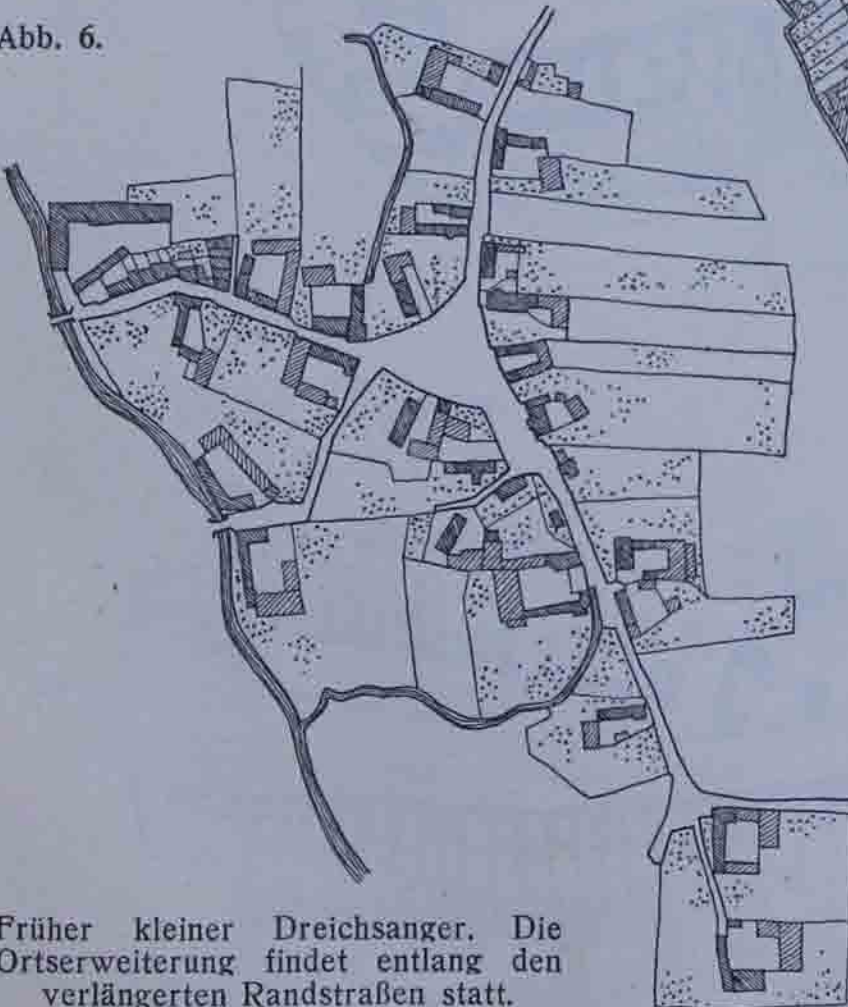 Abb. 6.
Früher kleiner Dreichsanger. Die
Ortserweiterung findet entlang den
verlängerten Randstraßen statt.